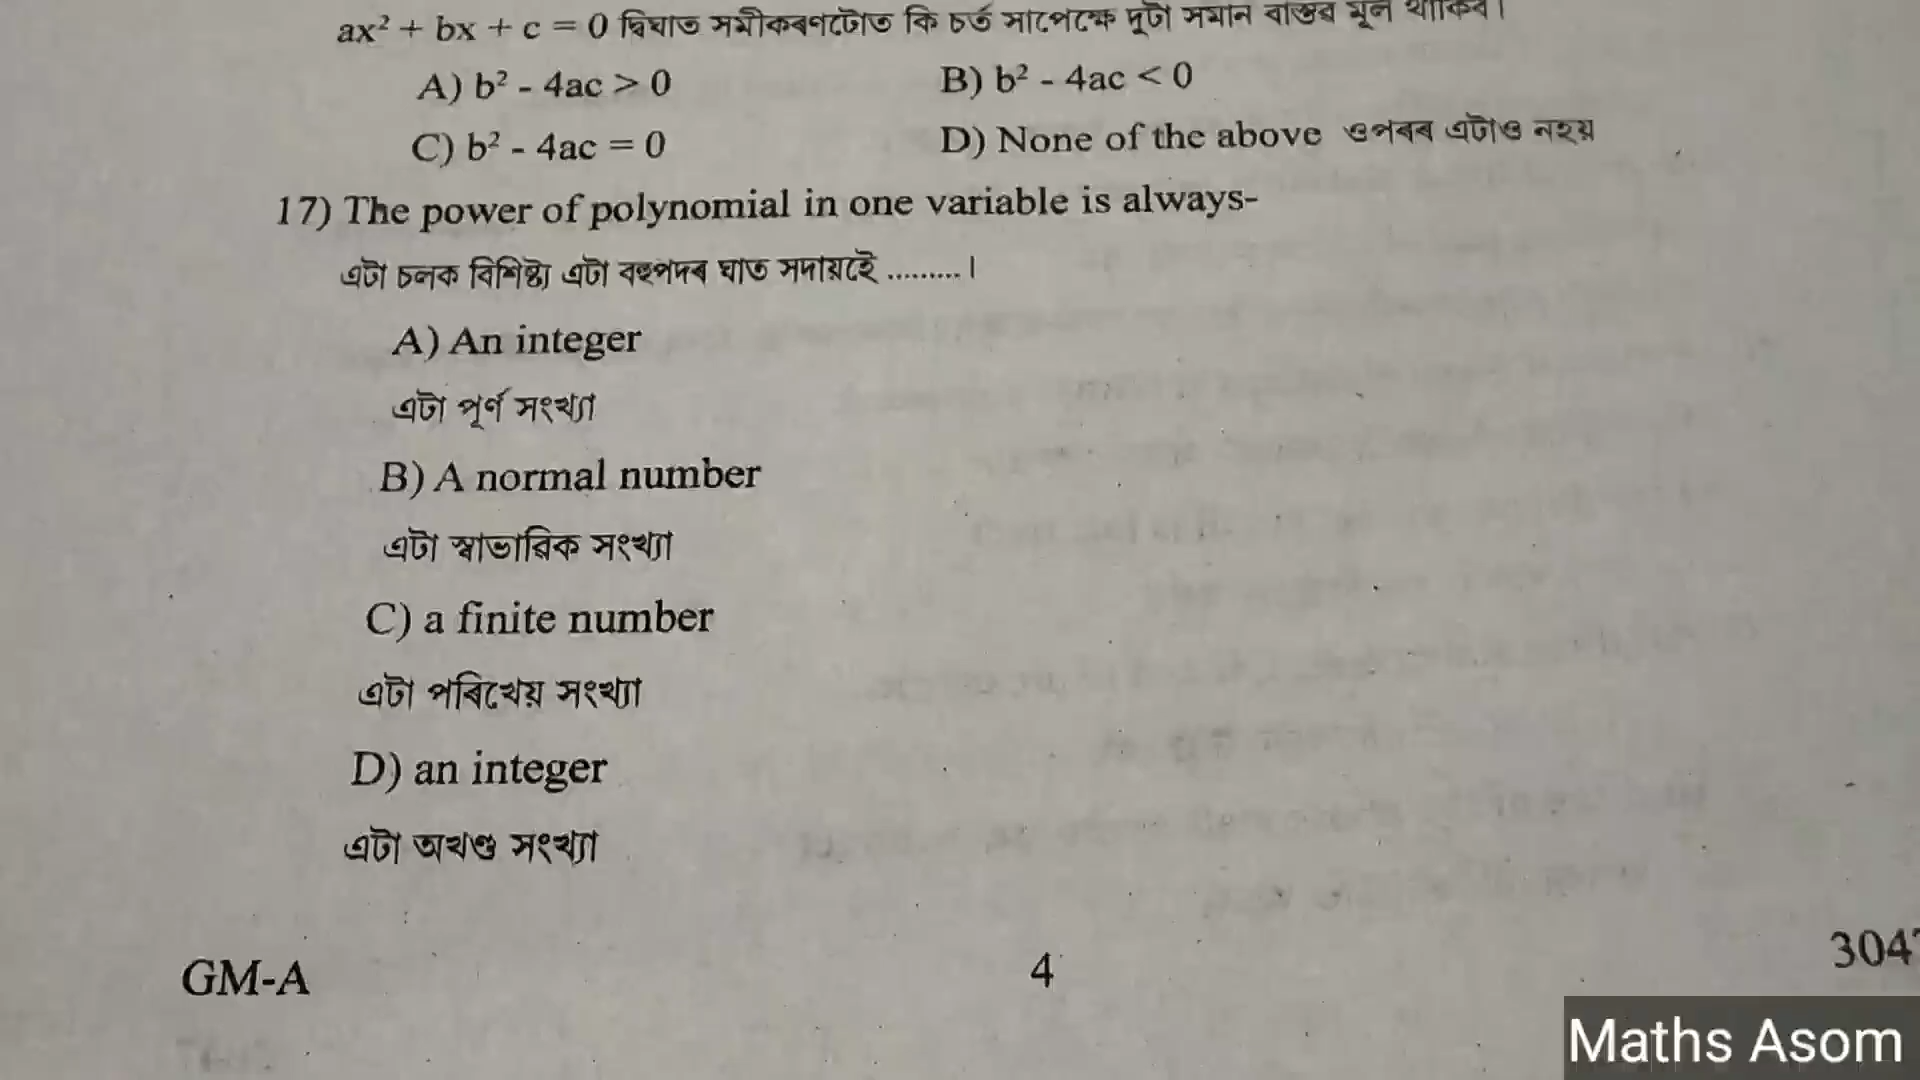 ax² + bx + c = 0 দ্বিঘাত সমীকৰণটোত কি চৰ্ত সাপেক্ষে দুটা সমান বাস্তৱ মূল থাকিব।
A) b² - 4ac > 0 B) b² - 4ac < 0
C) b² - 4ac = 0 D) None of the above ওপৰৰ এটাও নহয়
17) The power of polynomial in one variable is always-
এটা চলক বিশিষ্ট্য এটা বহুপদৰ ঘাত সদায়হৈ .........।
A) An integer
এটা পূৰ্ণ সংখ্যা
B) A normal number
এটা স্বাভাৱিক সংখ্যা
C) a finite number
এটা পৰিখেয় সংখ্যা
D) an integer
এটা অখণ্ড সংখ্যা
GM-A 4 304
Maths Asom